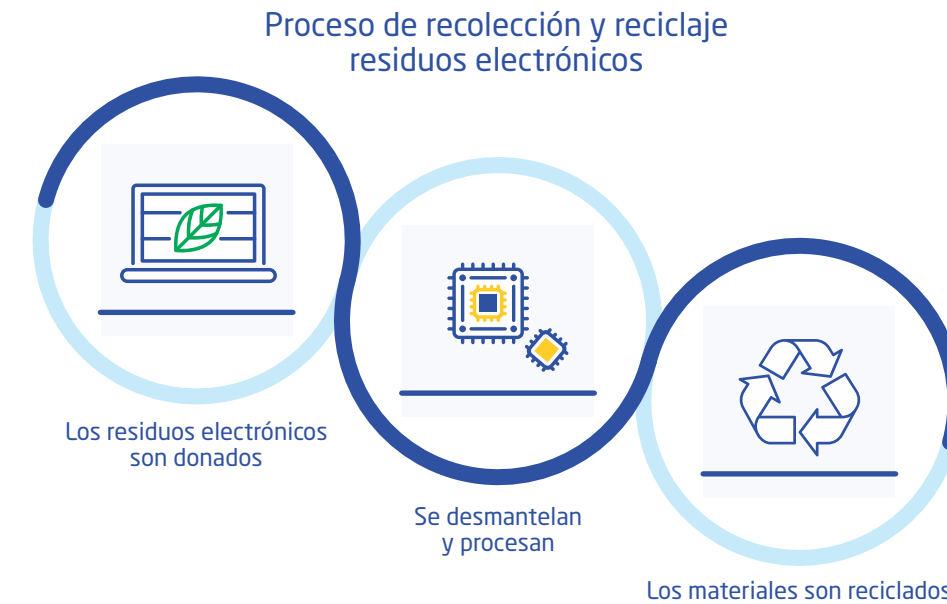 Proceso de recolección y reciclaje
residuos electrónicos
Los residuos electrónicos
son donados
Se desmantelan
y procesan
Los materiales son reciclados